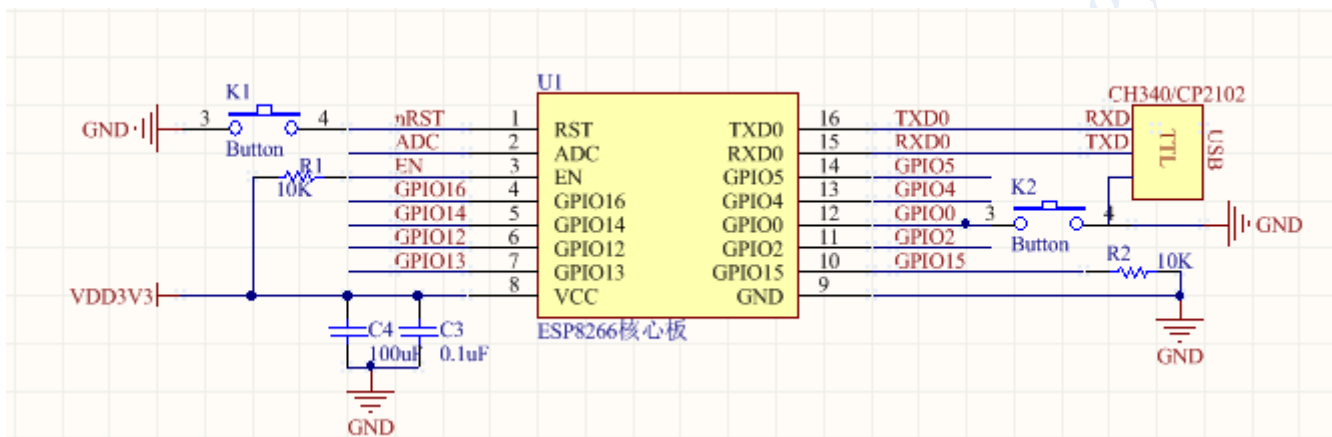 K1
GND
3
4
Button
R1
10K
VDD3V3
nRST
ADC
EN
GPIO16
GPIO14
GPIO12
GPIO13
1
2
3
4
5
6
7
8
U1
RST
ADC
EN
GPIO16
GPIO14
GPIO12
GPIO13
VCC
TXD0
RXD0
GPIO5
GPIO4
GPIO0
GPIO2
GPIO15
GND
ESP8266核心板
16
15
14
13
12
11
10
9
TXD0
RXD0
GPIO5
GPIO4
GPIO0
GPIO2
GPIO15
CH340/CP2102
RXD
TXD
TTL
USB
K2
3
4
Button
GND
R2
10K
GND
C4
100uF
C3
0.1uF
GND